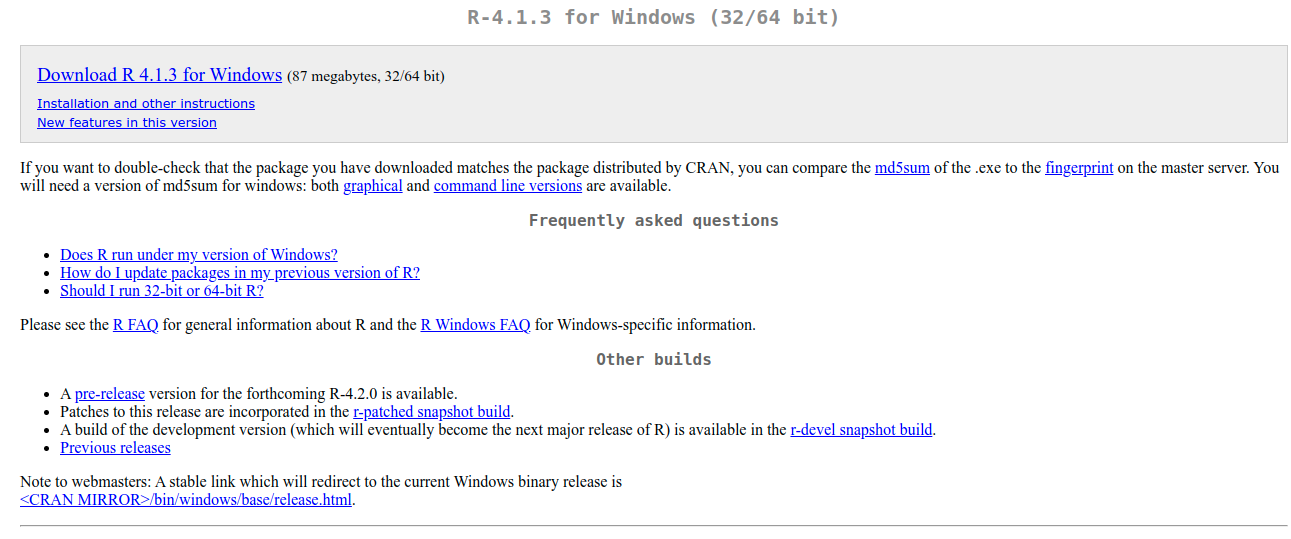 R-4.1.3 for Windows (32/64 bit)
Download R 4.1.3 for Windows (87 megabytes, 32/64 bit)
Installation and other instructions
New features in this version
If you want to double-check that the package you have downloaded matches the package distributed by CRAN, you can compare the md5sum of the .exe to the fingerprint on the master server. You
will need a version of md5sum for windows: both graphical and command line versions are available.
Frequently asked questions
• Does R run under my version of Windows?
• How do I update packages in my previous version of R?
• Should I run 32-bit or 64-bit R?
Please see the R FAQ for general information about R and the R Windows FAQ for Windows-specific information.
Other builds
• A pre-release version for the forthcoming R-4.2.0 is available.
• Patches to this release are incorporated in the r-patched snapshot build.
• A build of the development version (which will eventually become the next major release of R) is available in the r-devel snapshot build.
• Previous releases
Note to webmasters: A stable link which will redirect to the current Windows binary release is
<CRAN MIRROR>/bin/windows/base/release.html.